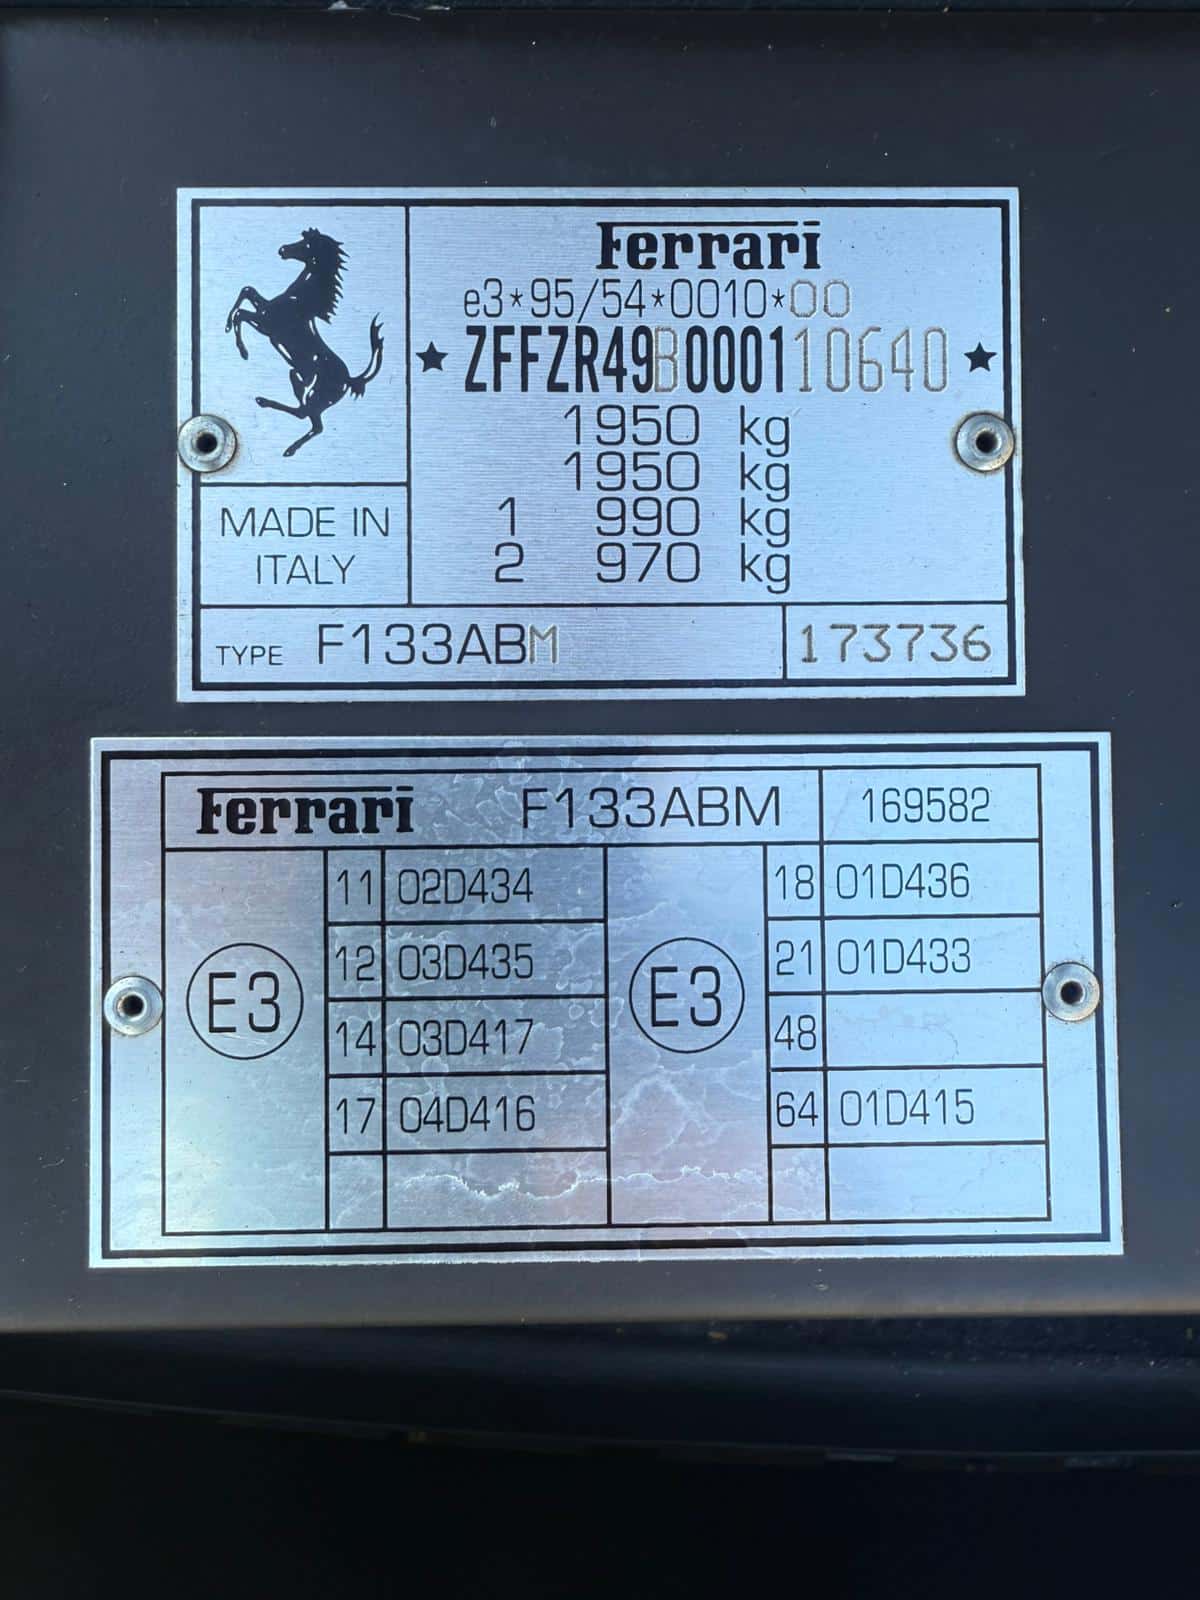 Ferrari
e3*95/54*0010*00
★ ZFFZR49B000110640 ★
1950 kg
1950 kg
1 990 kg
2 970 kg
MADE IN
ITALY
TYPE F133ABM 173736
Ferrari F133ABM 169582
E3
11 02D434
12 03D435
14 03D417
17 04D416
E3
18 01D436
21 01D433
48
64 01D415